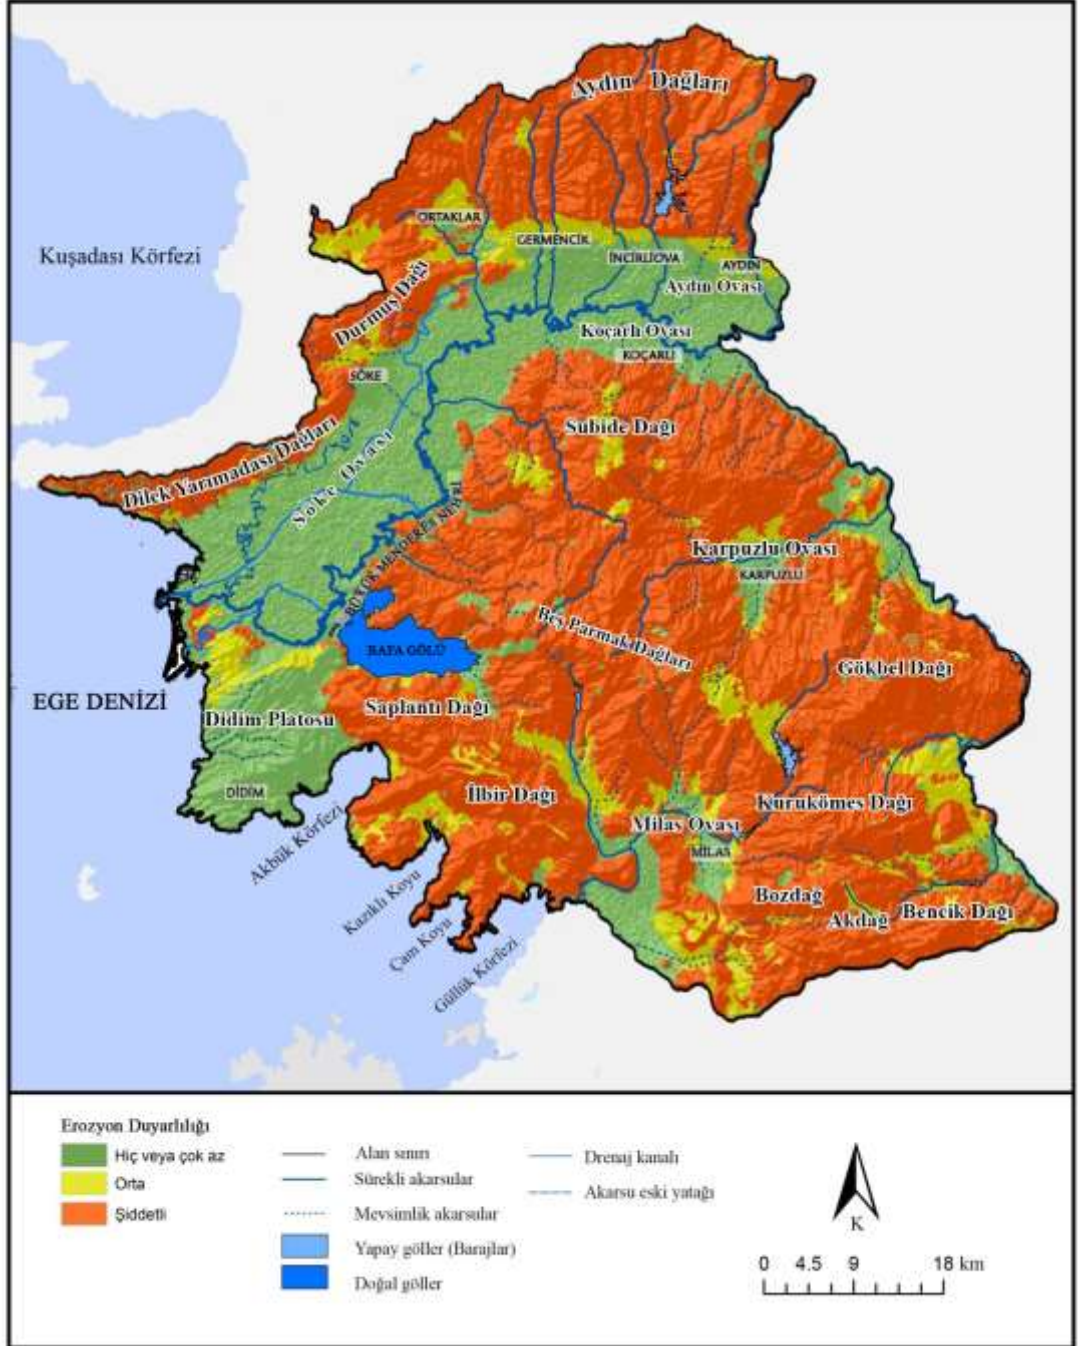 Aydın Dağları
ORTAKLAR
GERMENCİK
Kuşadası Körfezi
İNCİRLİOVA
AYDIN
Aydın Ovası
Durmuş Dağı
Koçarlı Ovası
KOÇARLI
SÖKE
Sübide Dağı
Dilek Yarımadası Dağları
Söke Ovası
BÜYÜK MENDERES NEHRİ
Karpuzlu Ovası
KARPUZLU
Beş Parmak Dağları
BAFA GÖLÜ
Gökbel Dağı
EGE DENİZİ
Saplantı Dağı
Didim Platosu
DİDİM
İlbir Dağı
Kurukömes Dağı
Akbük Körfezi
Milas Ovası
MİLAS
Kazıklı Koyu
Bozdağ
Akdağ
Bencik Dağı
Çam Koyu
Güllük Körfezi
Erozyon Duyarlılığı
Hiç veya çok az
Orta
Şiddetli
Alan sınırı
Sürekli akarsular
Mevsimlik akarsular
Yapay göller (Barajlar)
Doğal göller
Drenaj kanalı
Akarsu eski yatağı
K
0 4.5 9 18 km